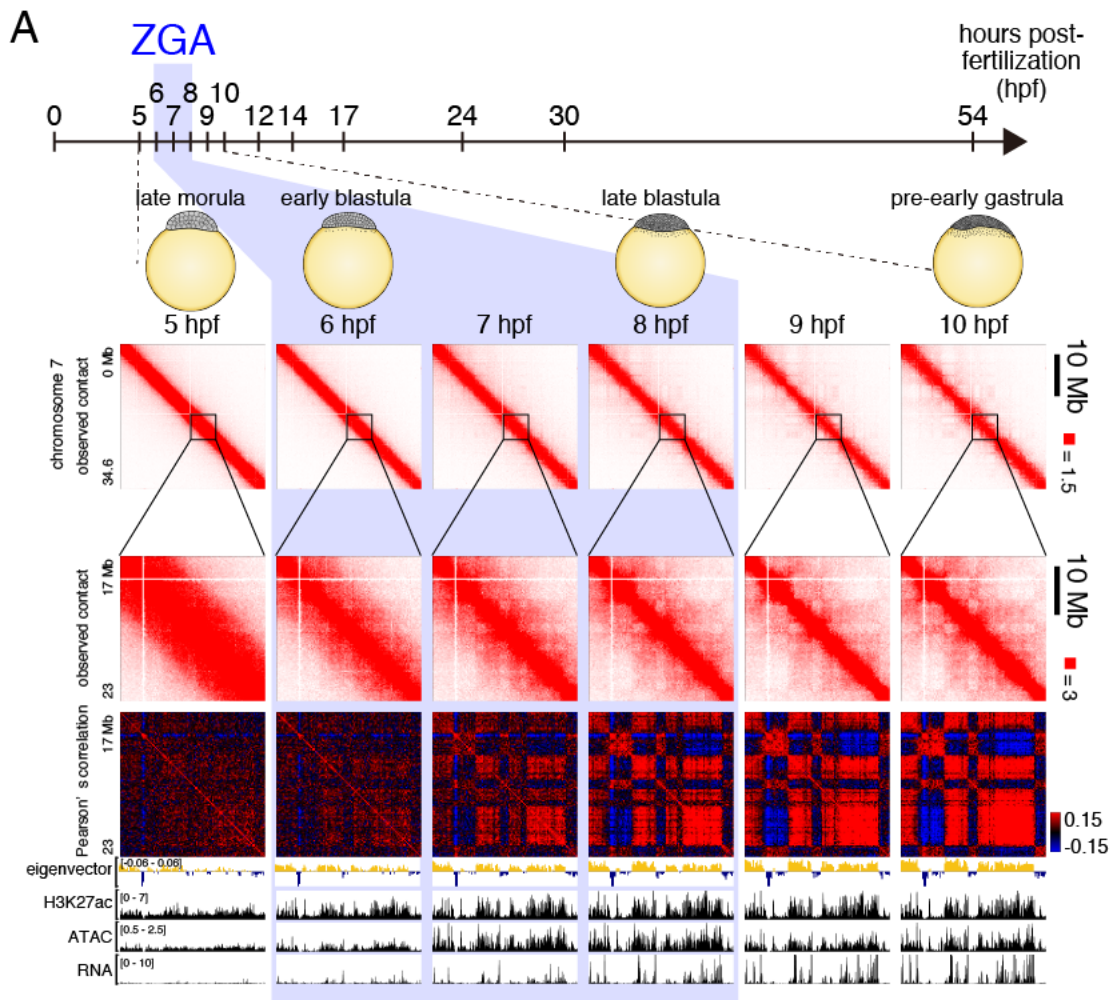 A
ZGA
hours post-
fertilization
(hpf)
0 5 6 7 8 9 10 12 14 17 24 30 54
late morula early blastula late blastula pre-early gastrula
5 hpf 6 hpf 7 hpf 8 hpf 9 hpf 10 hpf
chromosome 7
observed contact
0 Mb
34.6
10 Mb
= 1.5
observed contact
17 Mb
23
10 Mb
= 3
Pearson' s correlation
17 Mb
23
0.15
-0.15
eigenvector [-0.06 - 0.06]
H3K27ac [0 - 7]
ATAC [0.5 - 2.5]
RNA [0 - 10]